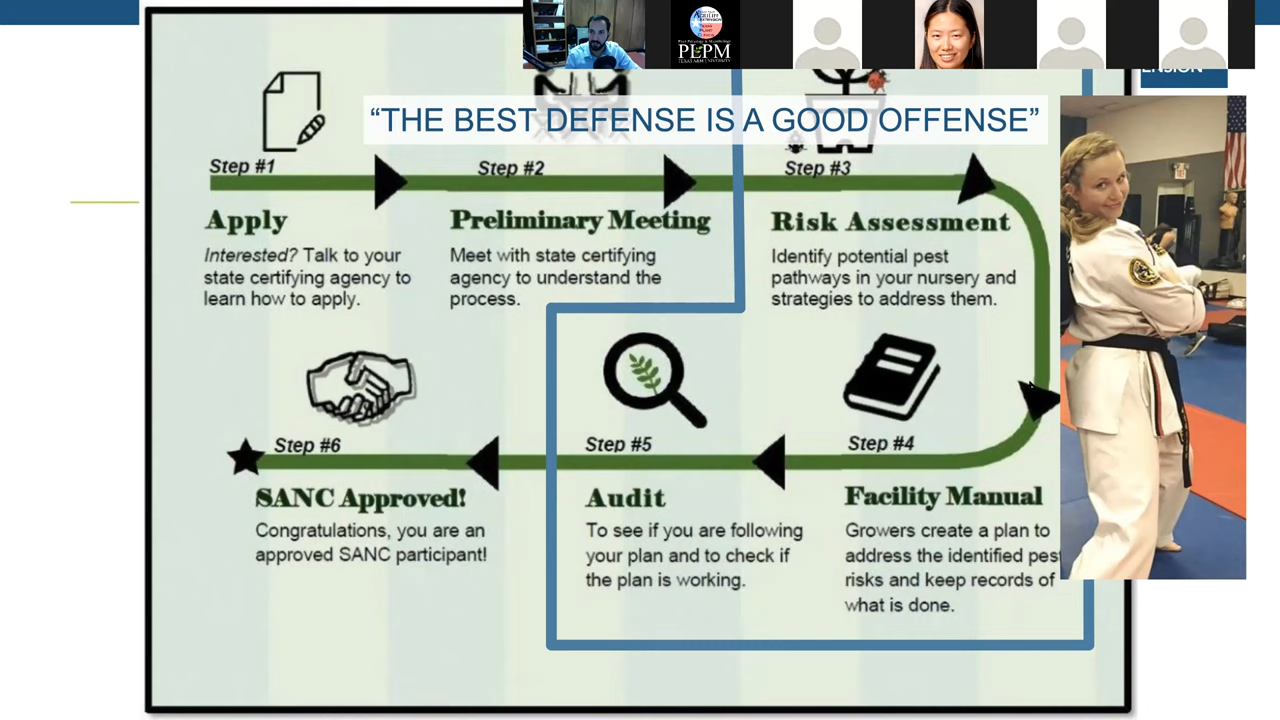 ENSION
PLPM
"THE BEST DEFENSE IS A GOOD OFFENSE"
Step #1
Step #2
Step #3
Apply
Preliminary Meeting
Risk Assessment
Interested? Talk to your
state certifying agency to
learn how to apply.
Meet with state certifying
agency to understand the
process.
Identify potential pest
pathways in your nursery and
strategies to address them.
Step #6
Step #5
Step #4
SANC Approved!
Audit
Facility Manual
Congratulations, you are an
approved SANC participant!
To see if you are following
your plan and to check if
the plan is working.
Growers create a plan to
address the identified pest
risks and keep records of
what is done.